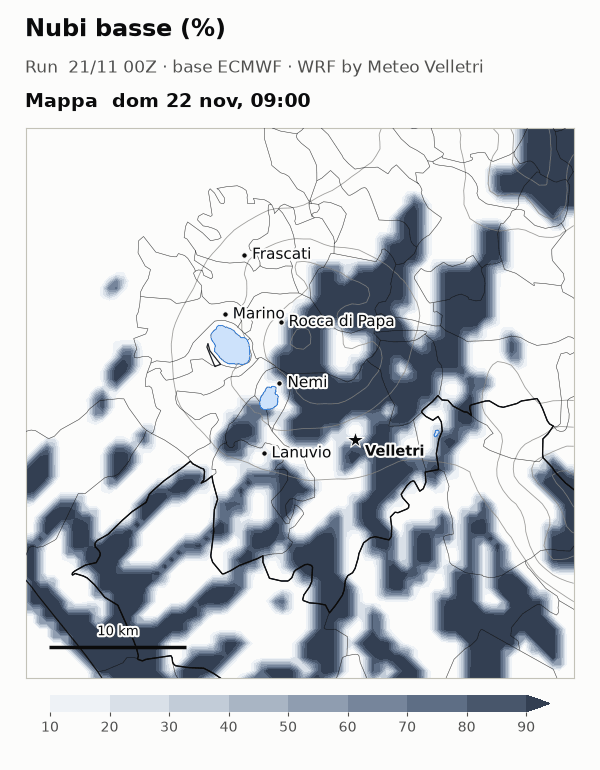 Nubi basse (%)
Run 21/11 00Z · base ECMWF · WRF by Meteo Velletri
Mappa dom 22 nov, 09:00
Frascati
Marino
Rocca di Papa
Nemi
Velletri
Lanuvio
10 km
10 20 30 40 50 60 70 80 90